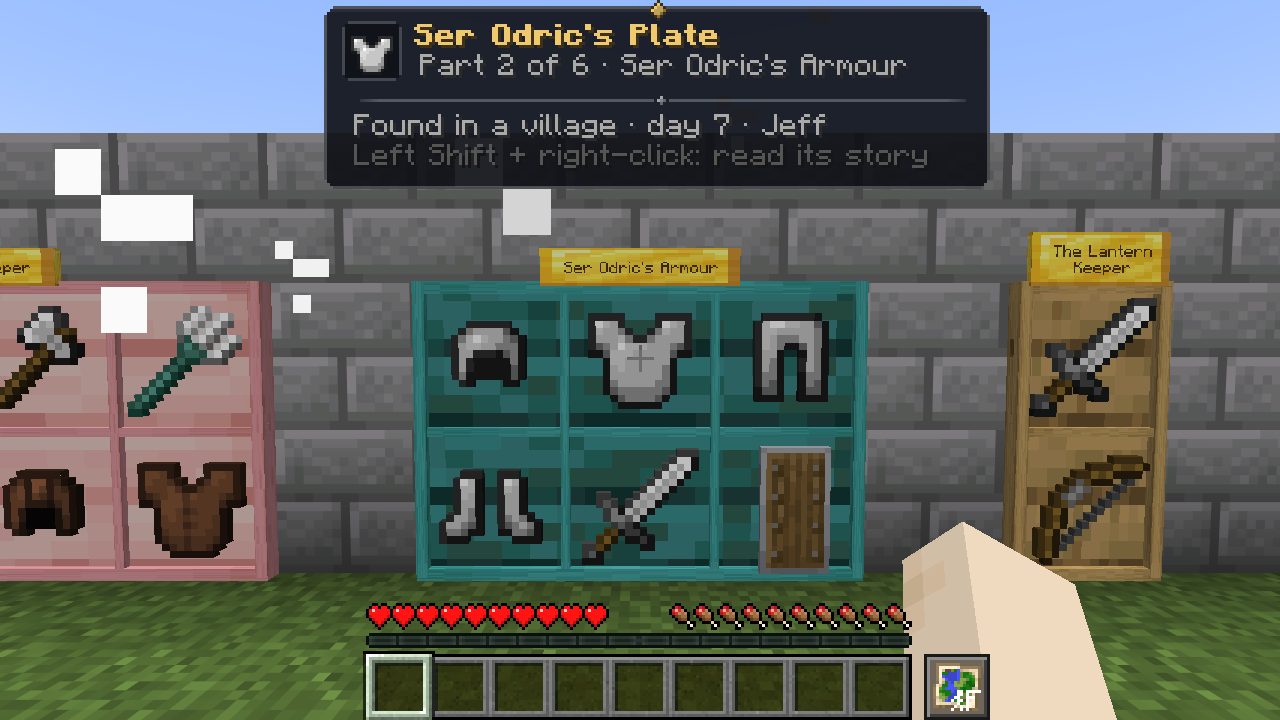 Ser Odric's Plate
Part 2 of 6 · Ser Odric's Armour
Found in a village · day 7 · Jeff
Left Shift + right-click: read its story
Ser Odric's Armour
The Lantern
Keeper